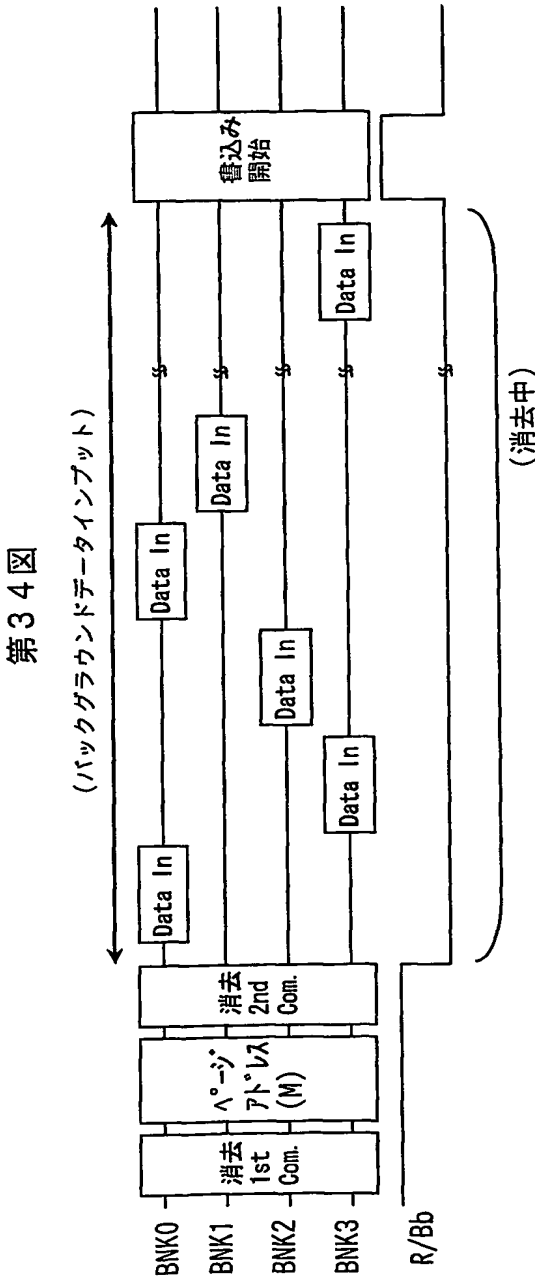 第34図
(バックグラウンドデータインプット)
BNK0
BNK1
BNK2
BNK3
R/Bb
消去
1st
Com.
ページ
アドレス
(M)
消去
2nd
Com.
Data In
Data In
Data In
Data In
Data In
Data In
書込み
開始
(消去中)